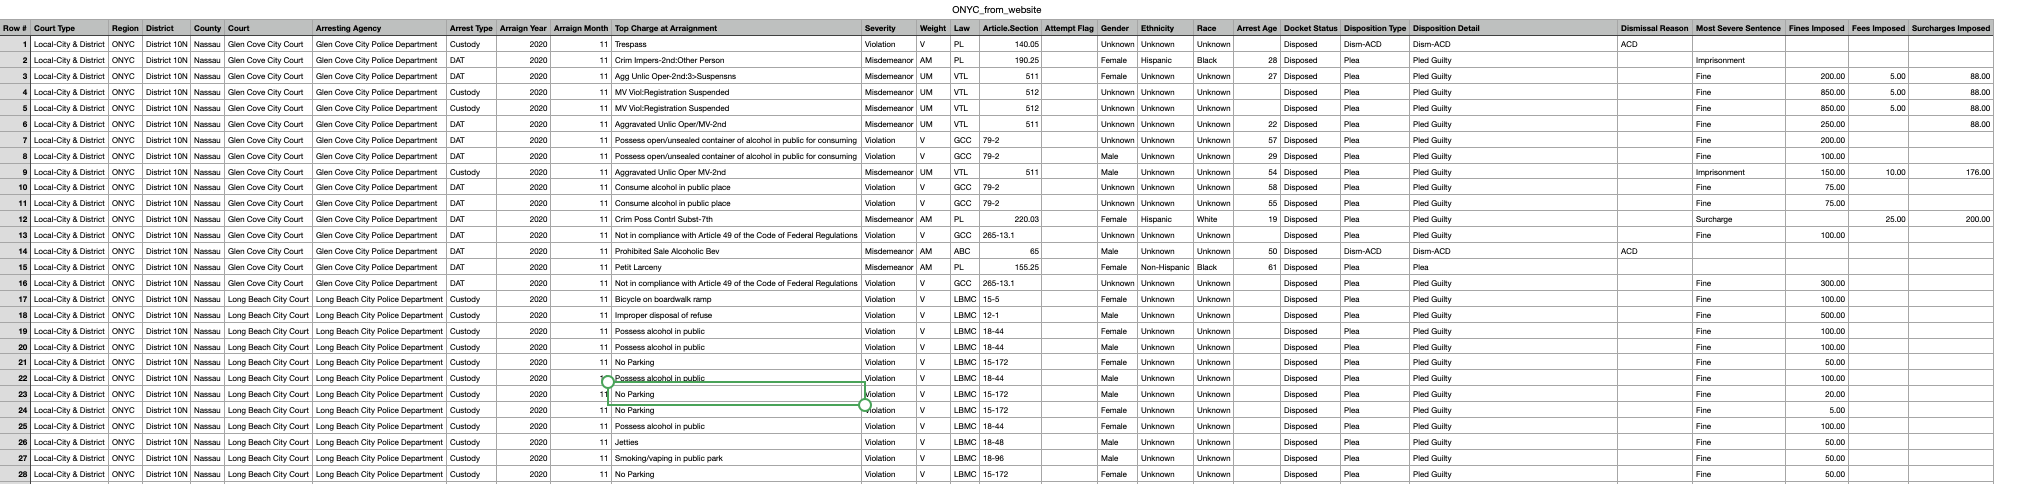 ONYC_from_website
Row # Court Type Region District County Court Arresting Agency Arrest Type Arraign Year Arraign Month Top Charge at Arraignment Severity Weight Law Article.Section Attempt Flag Gender Ethnicity Race Arrest Age Docket Status Disposition Type Disposition Detail Dismissal Reason Most Severe Sentence Fines Imposed Fees Imposed Surcharges Imposed
1 Local-City & District ONYC District 10N Nassau Glen Cove City Court Glen Cove City Police Department Custody 2020 11 Trespass Violation V PL 140.05 Unknown Unknown Unknown Disposed Dism-ACD Dism-ACD ACD
2 Local-City & District ONYC District 10N Nassau Glen Cove City Court Glen Cove City Police Department DAT 2020 11 Crim Impers-2nd:Other Person Misdemeanor AM PL 190.25 Female Hispanic Black 28 Disposed Plea Pled Guilty Imprisonment
3 Local-City & District ONYC District 10N Nassau Glen Cove City Court Glen Cove City Police Department DAT 2020 11 Agg Unlic Oper-2nd:3>Suspensns Misdemeanor UM VTL 511 Female Unknown Unknown 27 Disposed Plea Pled Guilty Fine 200.00 5.00 88.00
4 Local-City & District ONYC District 10N Nassau Glen Cove City Court Glen Cove City Police Department Custody 2020 11 MV Viol:Registration Suspended Misdemeanor UM VTL 512 Unknown Unknown Unknown Disposed Plea Pled Guilty Fine 850.00 5.00 88.00
5 Local-City & District ONYC District 10N Nassau Glen Cove City Court Glen Cove City Police Department Custody 2020 11 MV Viol:Registration Suspended Misdemeanor UM VTL 512 Unknown Unknown Unknown Disposed Plea Pled Guilty Fine 850.00 5.00 88.00
6 Local-City & District ONYC District 10N Nassau Glen Cove City Court Glen Cove City Police Department DAT 2020 11 Aggravated Unlic Oper/MV-2nd Misdemeanor UM VTL 511 Unknown Unknown Unknown 22 Disposed Plea Pled Guilty Fine 250.00 88.00
7 Local-City & District ONYC District 10N Nassau Glen Cove City Court Glen Cove City Police Department DAT 2020 11 Possess open/unsealed container of alcohol in public for consuming Violation V GCC 79-2 Unknown Unknown Unknown 57 Disposed Plea Pled Guilty Fine 200.00
8 Local-City & District ONYC District 10N Nassau Glen Cove City Court Glen Cove City Police Department DAT 2020 11 Possess open/unsealed container of alcohol in public for consuming Violation V GCC 79-2 Male Unknown Unknown 29 Disposed Plea Pled Guilty Fine 100.00
9 Local-City & District ONYC District 10N Nassau Glen Cove City Court Glen Cove City Police Department Custody 2020 11 Aggravated Unlic Oper MV-2nd Misdemeanor UM VTL 511 Male Unknown Unknown 54 Disposed Plea Pled Guilty Imprisonment 150.00 10.00 176.00
10 Local-City & District ONYC District 10N Nassau Glen Cove City Court Glen Cove City Police Department DAT 2020 11 Consume alcohol in public place Violation V GCC 79-2 Unknown Unknown Unknown 58 Disposed Plea Pled Guilty Fine 75.00
11 Local-City & District ONYC District 10N Nassau Glen Cove City Court Glen Cove City Police Department DAT 2020 11 Consume alcohol in public place Violation V GCC 79-2 Unknown Unknown Unknown 55 Disposed Plea Pled Guilty Fine 75.00
12 Local-City & District ONYC District 10N Nassau Glen Cove City Court Glen Cove City Police Department DAT 2020 11 Crim Poss Contrl Subst-7th Misdemeanor AM PL 220.03 Female Hispanic White 19 Disposed Plea Pled Guilty Surcharge 25.00 200.00
13 Local-City & District ONYC District 10N Nassau Glen Cove City Court Glen Cove City Police Department DAT 2020 11 Not in compliance with Article 49 of the Code of Federal Regulations Violation V GCC 265-13.1 Unknown Unknown Unknown Disposed Plea Pled Guilty Fine 100.00
14 Local-City & District ONYC District 10N Nassau Glen Cove City Court Glen Cove City Police Department DAT 2020 11 Prohibited Sale Alcoholic Bev Misdemeanor AM ABC 65 Male Unknown Unknown 50 Disposed Dism-ACD Dism-ACD ACD
15 Local-City & District ONYC District 10N Nassau Glen Cove City Court Glen Cove City Police Department DAT 2020 11 Petit Larceny Misdemeanor AM PL 155.25 Female Non-Hispanic Black 61 Disposed Plea Plea
16 Local-City & District ONYC District 10N Nassau Glen Cove City Court Glen Cove City Police Department DAT 2020 11 Not in compliance with Article 49 of the Code of Federal Regulations Violation V GCC 265-13.1 Unknown Unknown Unknown Disposed Plea Pled Guilty Fine 300.00
17 Local-City & District ONYC District 10N Nassau Long Beach City Court Long Beach City Police Department Custody 2020 11 Bicycle on boardwalk ramp Violation V LBMC 15-5 Female Unknown Unknown Disposed Plea Pled Guilty Fine 100.00
18 Local-City & District ONYC District 10N Nassau Long Beach City Court Long Beach City Police Department Custody 2020 11 Improper disposal of refuse Violation V LBMC 12-1 Male Unknown Unknown Disposed Plea Pled Guilty Fine 500.00
19 Local-City & District ONYC District 10N Nassau Long Beach City Court Long Beach City Police Department Custody 2020 11 Possess alcohol in public Violation V LBMC 18-44 Female Unknown Unknown Disposed Plea Pled Guilty Fine 100.00
20 Local-City & District ONYC District 10N Nassau Long Beach City Court Long Beach City Police Department Custody 2020 11 Possess alcohol in public Violation V LBMC 18-44 Male Unknown Unknown Disposed Plea Pled Guilty Fine 100.00
21 Local-City & District ONYC District 10N Nassau Long Beach City Court Long Beach City Police Department Custody 2020 11 No Parking Violation V LBMC 15-172 Female Unknown Unknown Disposed Plea Pled Guilty Fine 50.00
22 Local-City & District ONYC District 10N Nassau Long Beach City Court Long Beach City Police Department Custody 2020 Possess alcohol in public Violation V LBMC 18-44 Male Unknown Unknown Disposed Plea Pled Guilty Fine 100.00
23 Local-City & District ONYC District 10N Nassau Long Beach City Court Long Beach City Police Department Custody 2020 11 No Parking Violation V LBMC 15-172 Male Unknown Unknown Disposed Plea Pled Guilty Fine 20.00
24 Local-City & District ONYC District 10N Nassau Long Beach City Court Long Beach City Police Department Custody 2020 11 No Parking Violation V LBMC 15-172 Female Unknown Unknown Disposed Plea Pled Guilty Fine 5.00
25 Local-City & District ONYC District 10N Nassau Long Beach City Court Long Beach City Police Department Custody 2020 11 Possess alcohol in public Violation V LBMC 18-44 Female Unknown Unknown Disposed Plea Pled Guilty Fine 100.00
26 Local-City & District ONYC District 10N Nassau Long Beach City Court Long Beach City Police Department Custody 2020 11 Jetties Violation V LBMC 18-48 Male Unknown Unknown Disposed Plea Pled Guilty Fine 50.00
27 Local-City & District ONYC District 10N Nassau Long Beach City Court Long Beach City Police Department Custody 2020 11 Smoking/vaping in public park Violation V LBMC 18-96 Male Unknown Unknown Disposed Plea Pled Guilty Fine 50.00
28 Local-City & District ONYC District 10N Nassau Long Beach City Court Long Beach City Police Department Custody 2020 11 No Parking Violation V LBMC 15-172 Female Unknown Unknown Disposed Plea Pled Guilty Fine 50.00